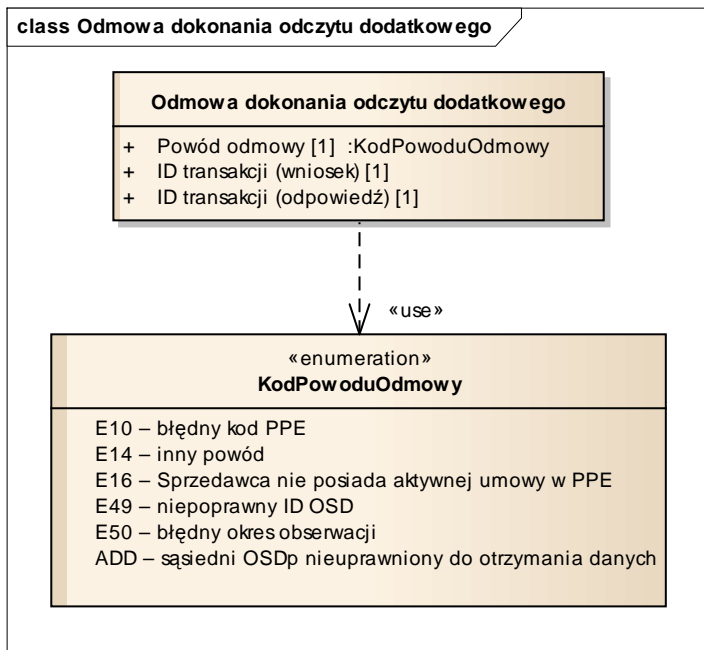 class Odmowa dokonania odczytu dodatkowego
Odmowa dokonania odczytu dodatkowego
+ Powód odmowy [1] :KodPowoduOdmowy
+ ID transakcji (wniosek) [1]
+ ID transakcji (odpowiedź) [1]
«use»
«enumeration»
KodPowoduOdmowy
E10 – błędny kod PPE
E14 – inny powód
E16 – Sprzedawca nie posiada aktywnej umowy w PPE
E49 – niepoprawny ID OSD
E50 – błędny okres obserwacji
ADD – sąsiedni OSDp nieuprawniony do otrzymania danych